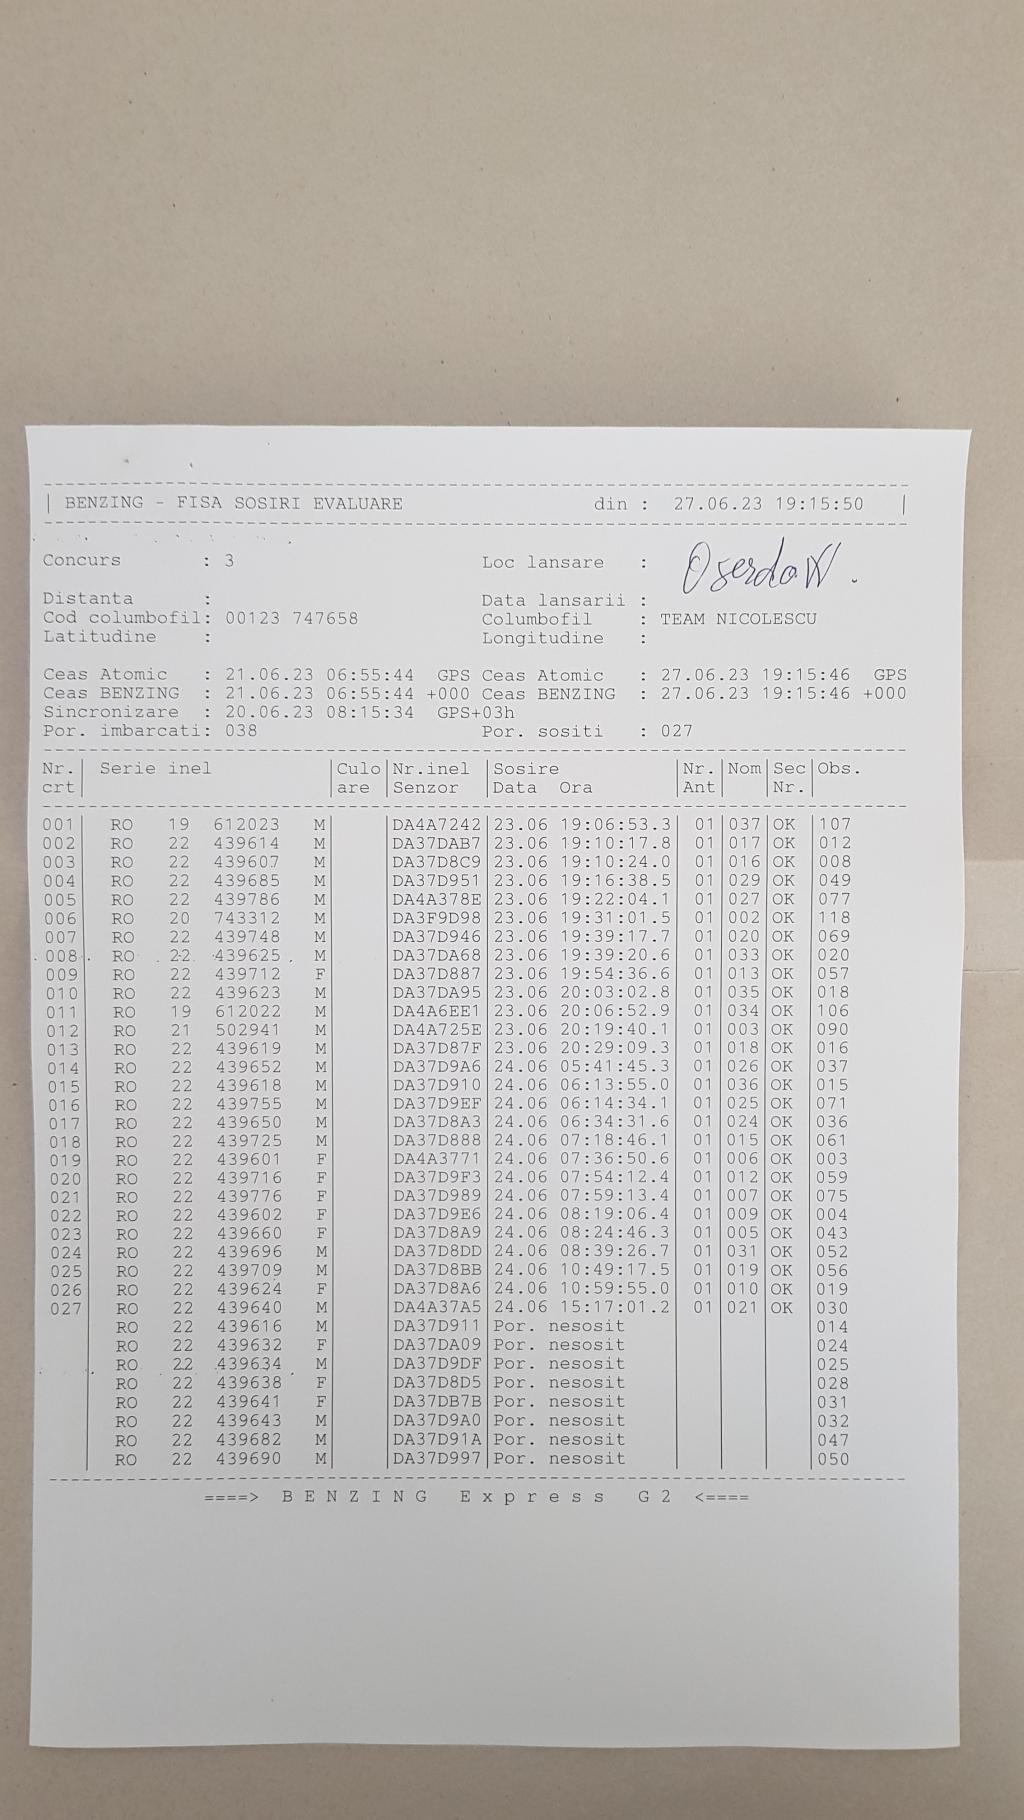 BENZING - FISA SOSIRI EVALUARE din : 27.06.23 19:15:50
Concurs : 3 Loc lansare :
Distanta : Data lansarii :
Cod columbofil: 00123 747658 Columbofil : TEAM NICOLESCU
Latitudine : Longitudine :
Ceas Atomic : 21.06.23 06:55:44 GPS Ceas Atomic : 27.06.23 19:15:46 GPS
Ceas BENZING : 21.06.23 06:55:44 +000 Ceas BENZING : 27.06.23 19:15:46 +000
Sincronizare : 20.06.23 08:15:34 GPS+03h
Por. imbarcati: 038 Por. sositi : 027
Nr. Serie inel Culo Nr.inel Sosire Nr. Nom Sec Obs.
crt are Senzor Data Ora Ant Nr.
001 RO 19 612023 M DA4A7242 23.06 19:06:53.3 01 037 OK 107
002 RO 22 439614 M DA37DAB7 23.06 19:10:17.8 01 017 OK 012
003 RO 22 439607 M DA37D8C9 23.06 19:10:24.0 01 016 OK 008
004 RO 22 439685 M DA37D951 23.06 19:16:38.5 01 029 OK 049
005 RO 22 439786 M DA4A378E 23.06 19:22:04.1 01 027 OK 077
006 RO 20 743312 M DA3F9D98 23.06 19:31:01.5 01 002 OK 118
007 RO 22 439748 M DA37D946 23.06 19:39:17.7 01 020 OK 069
008 RO 22 439625 M DA37DA68 23.06 19:39:20.6 01 033 OK 020
009 RO 22 439712 F DA37D887 23.06 19:54:36.6 01 013 OK 057
010 RO 22 439623 M DA37DA95 23.06 20:03:02.8 01 035 OK 018
011 RO 19 612022 M DA4A6EE1 23.06 20:06:52.9 01 034 OK 106
012 RO 21 502941 M DA4A725E 23.06 20:19:40.1 01 003 OK 090
013 RO 22 439619 M DA37D87F 23.06 20:29:09.3 01 018 OK 016
014 RO 22 439652 M DA37D9A6 24.06 05:41:45.3 01 026 OK 037
015 RO 22 439618 M DA37D910 24.06 06:13:55.0 01 036 OK 015
016 RO 22 439755 M DA37D9EF 24.06 06:14:34.1 01 025 OK 071
017 RO 22 439650 M DA37D8A3 24.06 06:34:31.6 01 024 OK 036
018 RO 22 439725 M DA37D888 24.06 07:18:46.1 01 015 OK 061
019 RO 22 439601 F DA4A3771 24.06 07:36:50.6 01 006 OK 003
020 RO 22 439716 F DA37D9F3 24.06 07:54:12.4 01 012 OK 059
021 RO 22 439776 F DA37D989 24.06 07:59:13.4 01 007 OK 075
022 RO 22 439602 F DA37D9E6 24.06 08:19:06.4 01 009 OK 004
023 RO 22 439660 F DA37D8A9 24.06 08:24:46.3 01 005 OK 043
024 RO 22 439696 M DA37D8DD 24.06 08:39:26.7 01 031 OK 052
025 RO 22 439709 M DA37D8BB 24.06 10:49:17.5 01 019 OK 056
026 RO 22 439624 F DA37D8A6 24.06 10:59:55.0 01 010 OK 019
027 RO 22 439640 M DA4A37A5 24.06 15:17:01.2 01 021 OK 030
RO 22 439616 M DA37D911 Por. nesosit 014
RO 22 439632 F DA37DA09 Por. nesosit 024
RO 22 439634 M DA37D9DF Por. nesosit 025
RO 22 439638 F DA37D8D5 Por. nesosit 028
RO 22 439641 F DA37DB7B Por. nesosit 031
RO 22 439643 M DA37D9A0 Por. nesosit 032
RO 22 439682 M DA37D91A Por. nesosit 047
RO 22 439690 M DA37D997 Por. nesosit 050
====> BENZING Express G2 <====